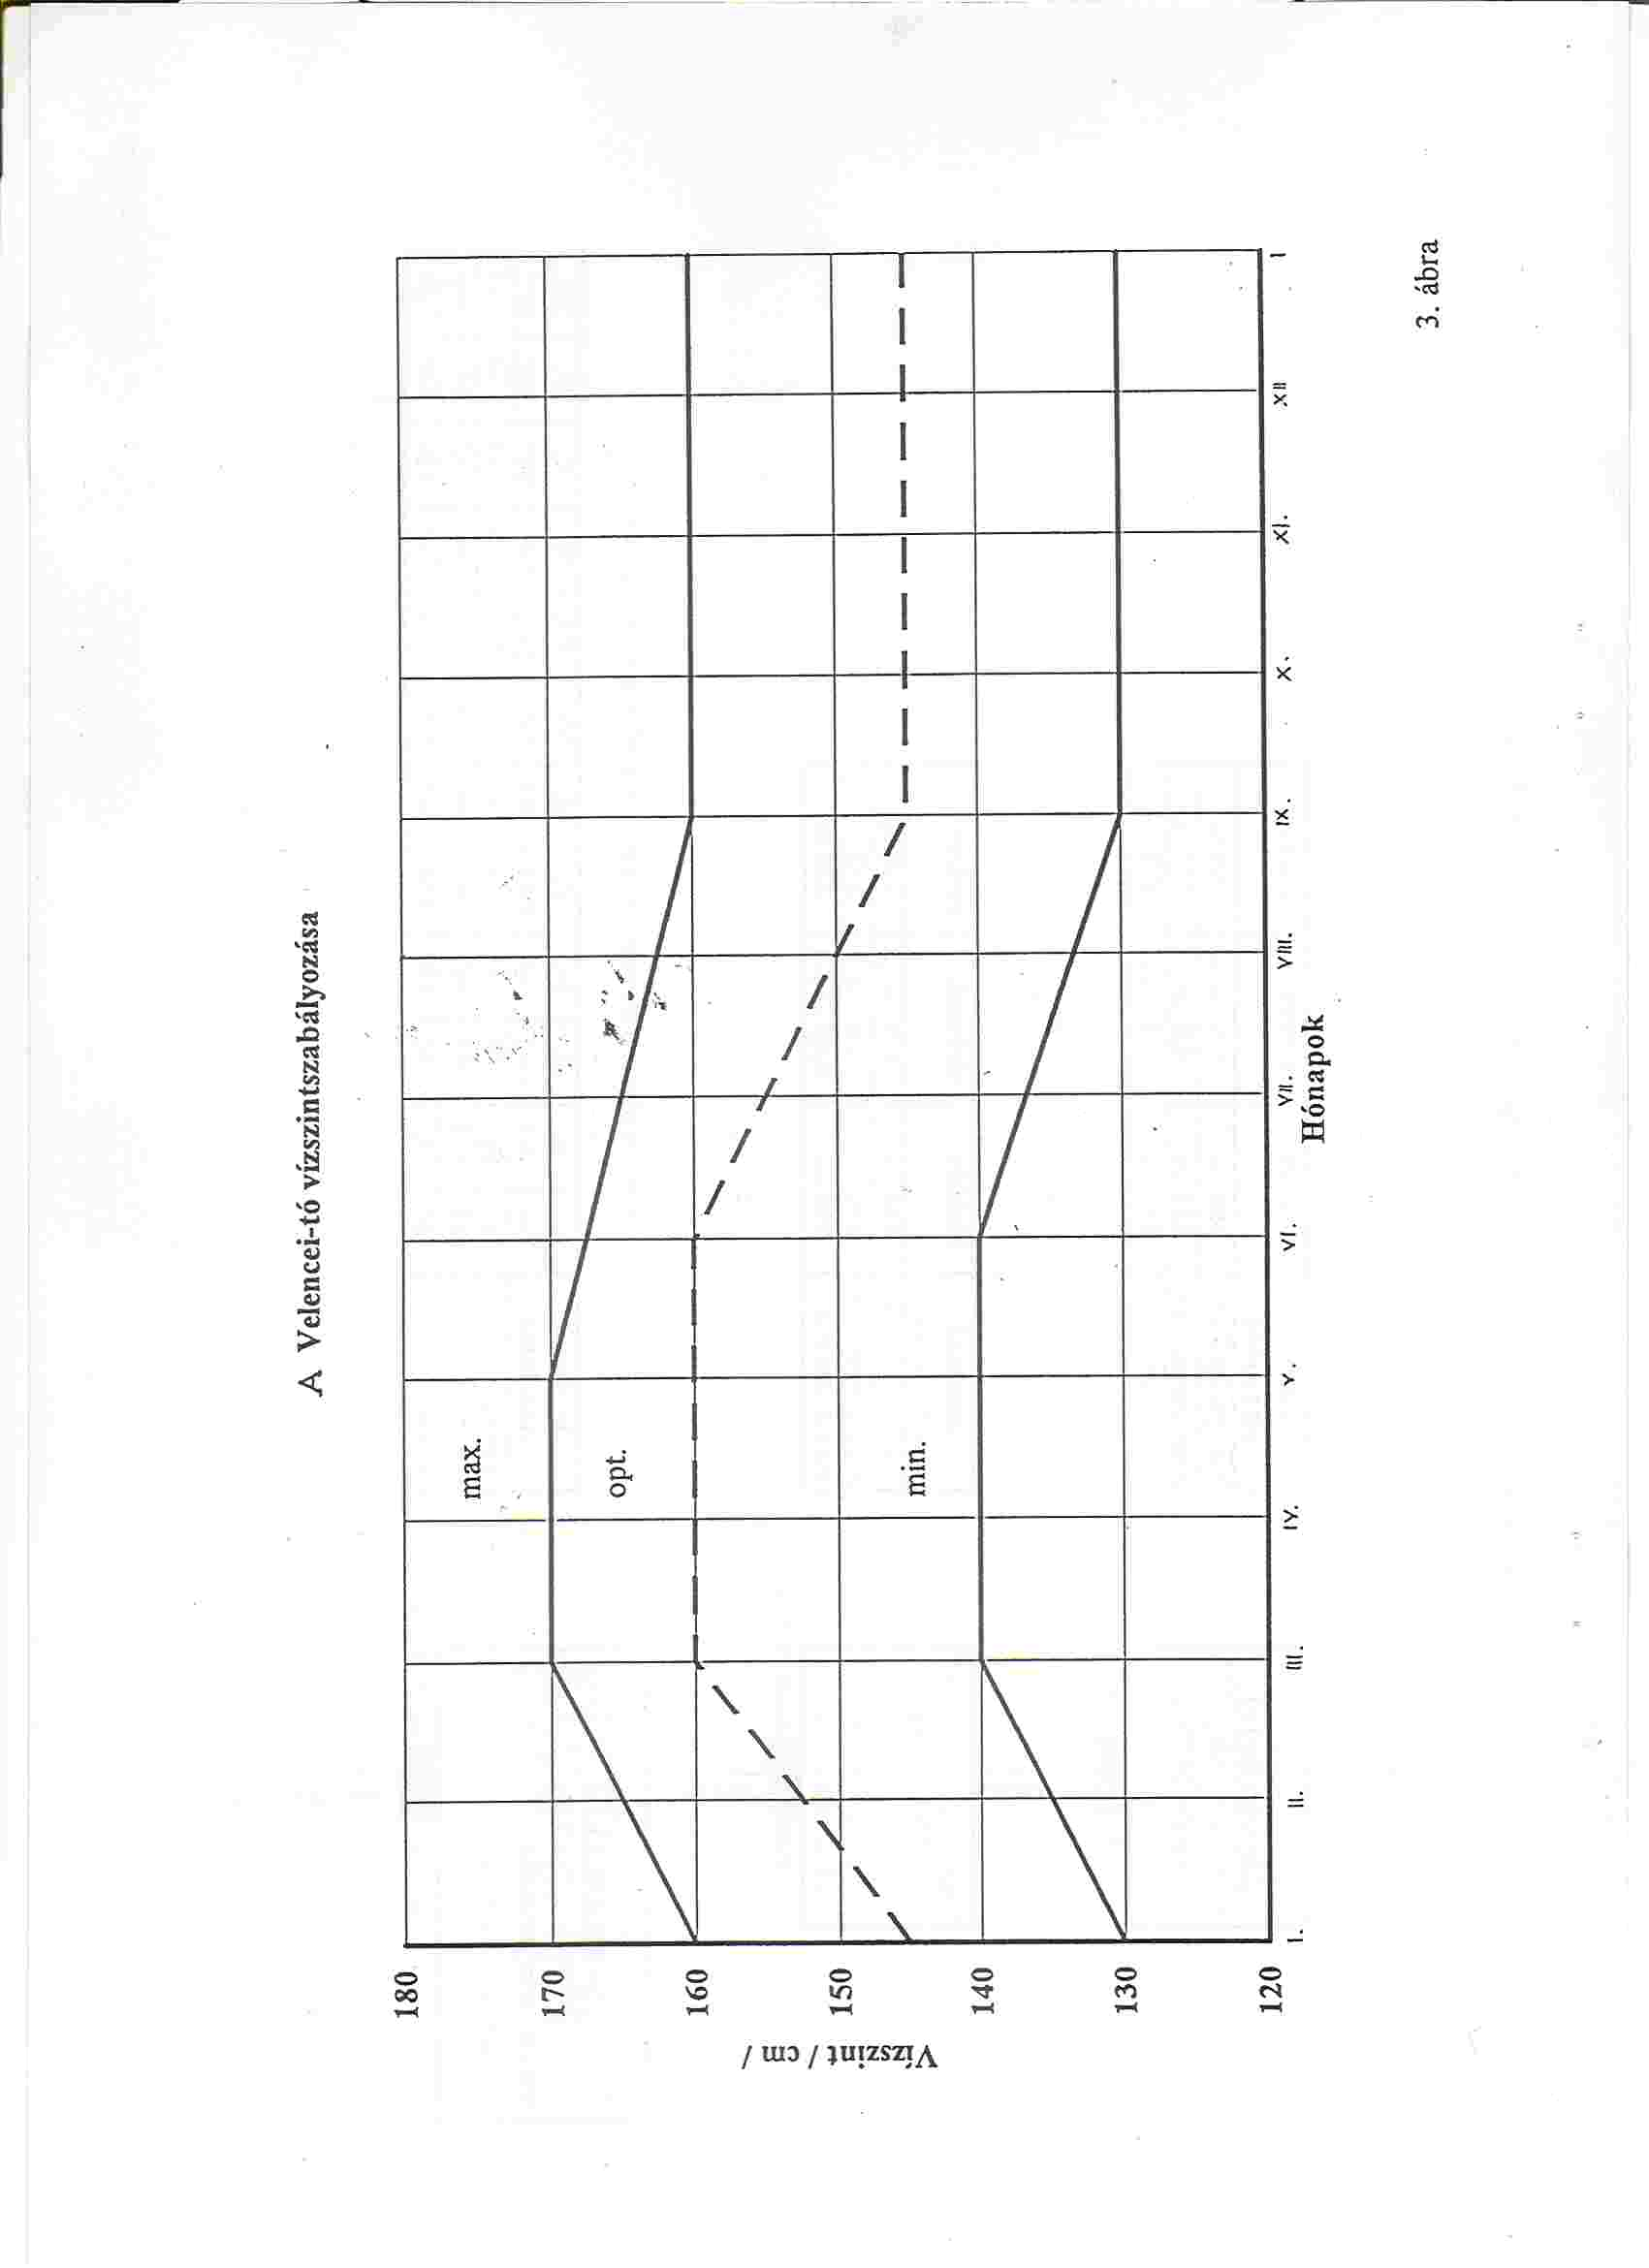 A Velencei-tó vízszintszabályozása
180
170
160
150
140
130
120
Vízszint / cm /
max.
opt.
min.
I. II. III. IV. V. VI. VII. VIII. IX. X. XI. XII I
Hónapok
3. ábra